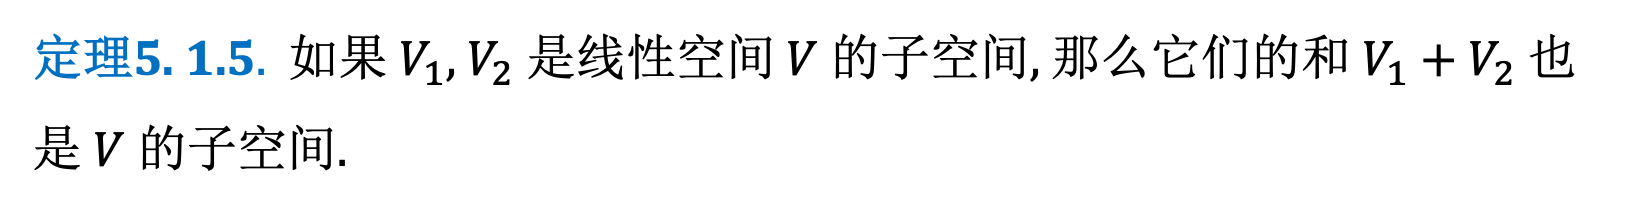 定理5. 1.5. 如果 V₁, V₂ 是线性空间 V 的子空间, 那么它们的和 V₁ + V₂ 也
是 V 的子空间.